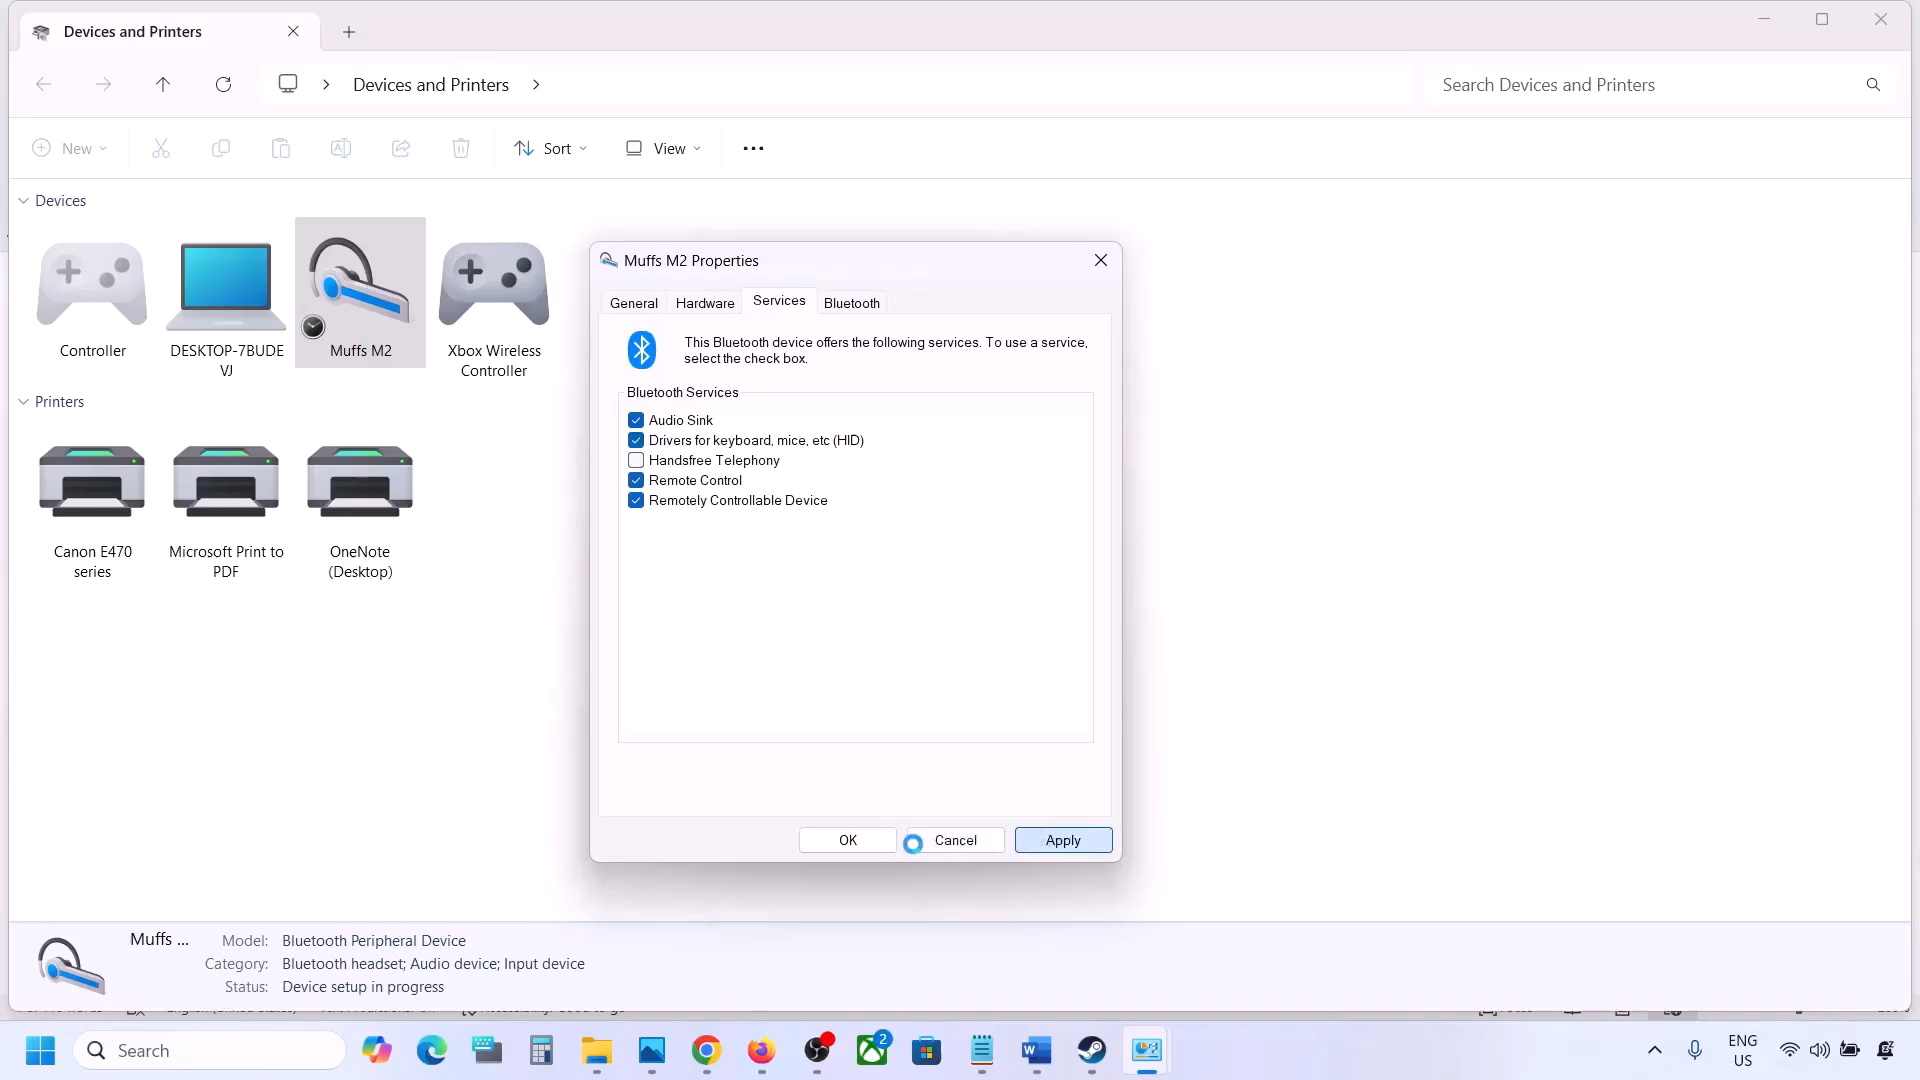 Devices and Printers
Devices and Printers
Search Devices and Printers
New
Sort
View
Devices
Controller
DESKTOP-7BUDE
VJ
Muffs M2
Xbox Wireless
Controller
Printers
Canon E470
series
Microsoft Print to
PDF
OneNote
(Desktop)
Muffs M2 Properties
General
Hardware
Services
Bluetooth
This Bluetooth device offers the following services. To use a service,
select the check box.
Bluetooth Services
Audio Sink
Drivers for keyboard, mice, etc (HID)
Handsfree Telephony
Remote Control
Remotely Controllable Device
OK
Cancel
Apply
Muffs ...
Model: Bluetooth Peripheral Device
Category: Bluetooth headset; Audio device; Input device
Status: Device setup in progress
Search
2
ENG
US